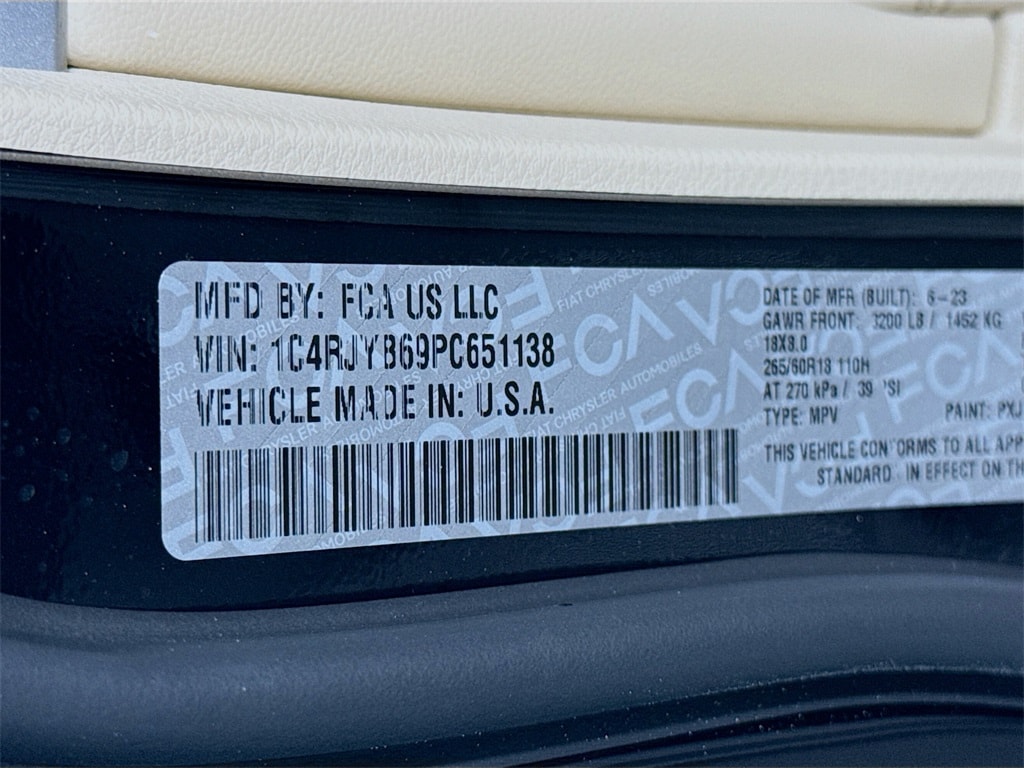 MFD BY: FCA US LLC
VIN: 1C4RJYB69PC651138
VEHICLE MADE IN: U.S.A.
DATE OF MFR (BUILT): 6-23
GAWR FRONT: 3200 LB / 1452 KG
18X8.0
265/60R18 110H
AT 270 kPa / 39 PSI
TYPE: MPV
PAINT: PXJ
THIS VEHICLE CONFORMS TO ALL APP
STANDARD IN EFFECT ON TH